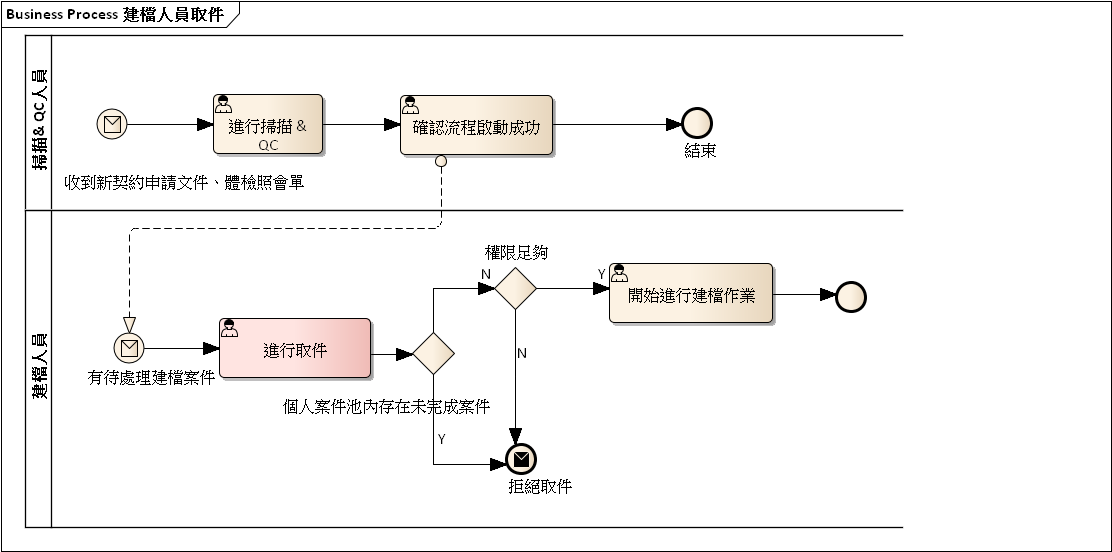 Business Process 建檔人員取件
掃描& QC人員
進行掃描 &
QC
確認流程啟動成功
結束
收到新契約申請文件、體檢照會單
建檔人員
權限足夠
N
Y
開始進行建檔作業
進行取件
有待處理建檔案件
N
個人案件池內存在未完成案件
Y
拒絕取件